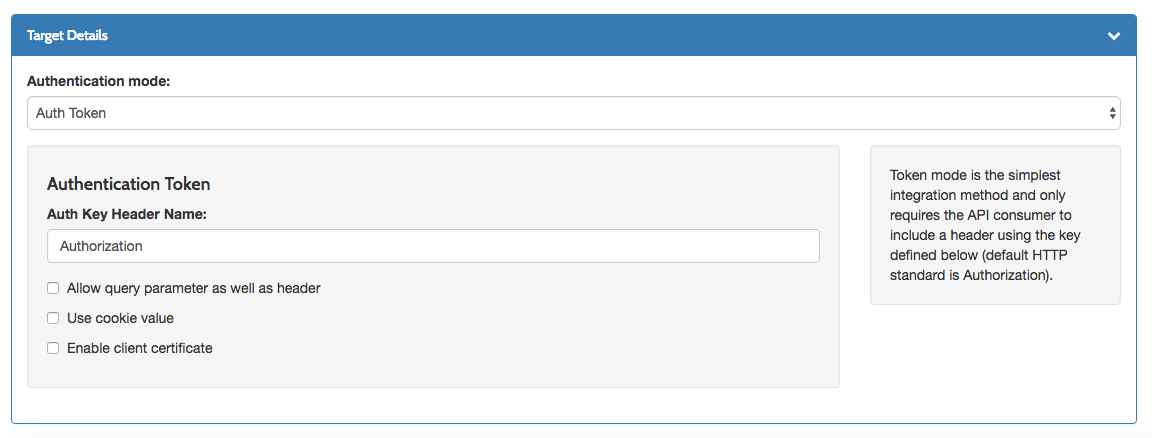 Target Details
Authentication mode:
Auth Token
Authentication Token
Auth Key Header Name:
Authorization
Allow query parameter as well as header
Use cookie value
Enable client certificate
Token mode is the simplest
integration method and only
requires the API consumer to
include a header using the key
defined below (default HTTP
standard is Authorization).